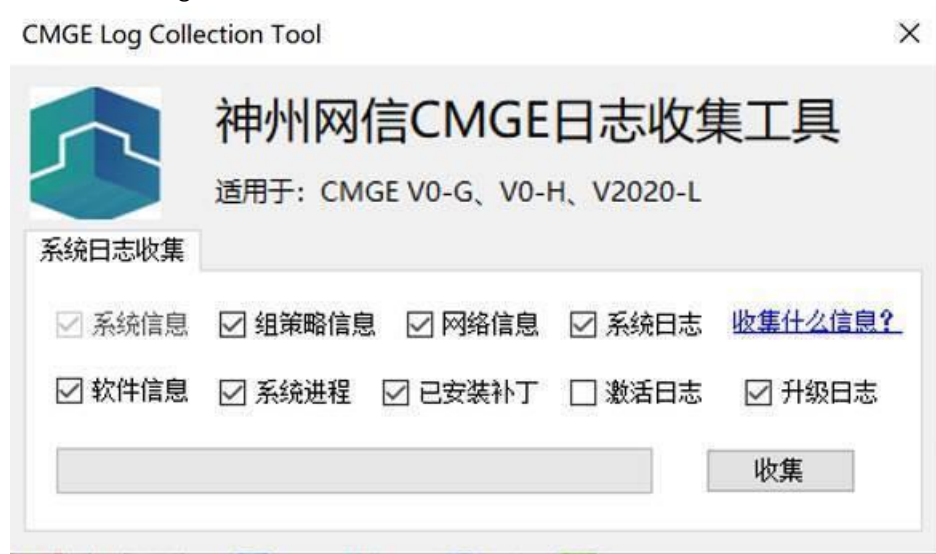 CMGE Log Collection Tool
神州网信CMGE日志收集工具
适用于：CMGE V0-G、V0-H、V2020-L
系统日志收集
系统信息 组策略信息 网络信息 系统日志 收集什么信息？
软件信息 系统进程 已安装补丁 激活日志 升级日志
收集